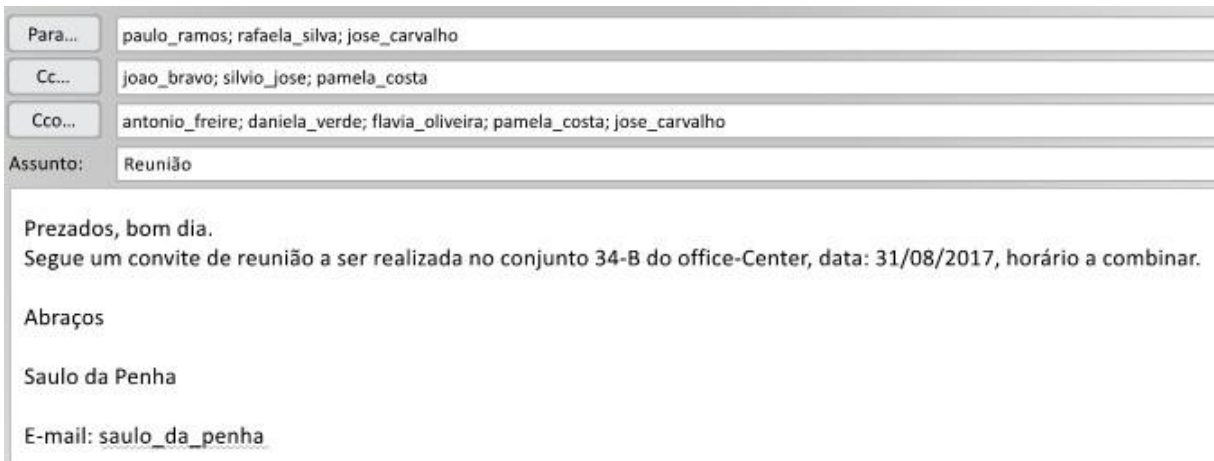 Para... paulo_ramos; rafaela_silva; jose_carvalho
Cc... joao_bravo; silvio_jose; pamela_costa
Cco... antonio_freire; daniela_verde; flavia_oliveira; pamela_costa; jose_carvalho
Assunto: Reunião
Prezados, bom dia.
Segue um convite de reunião a ser realizada no conjunto 34-B do office-Center, data: 31/08/2017, horário a combinar.
Abraços
Saulo da Penha
E-mail: saulo_da_penha